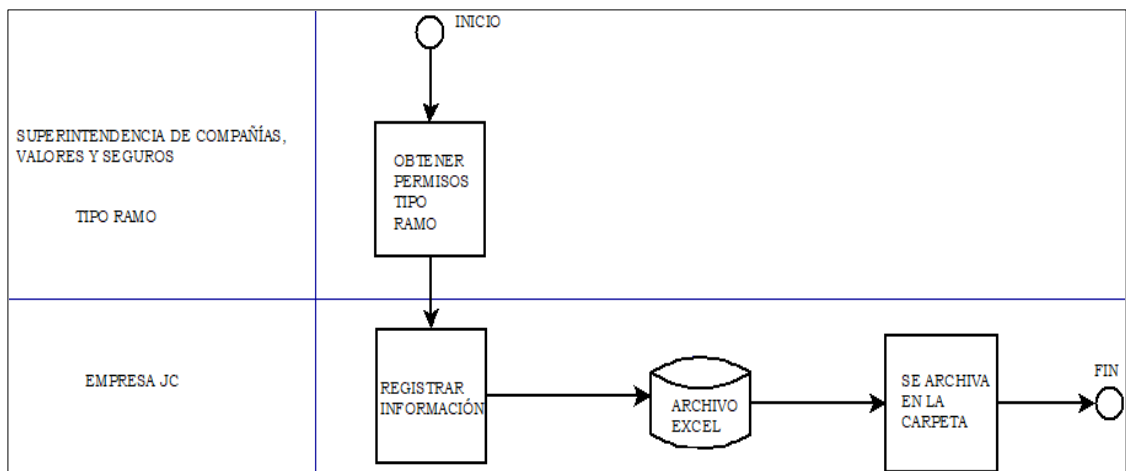 INICIO
SUPERINTENDENCIA DE COMPAÑÍAS,
VALORES Y SEGUROS
TIPO RAMO
OBTENER
PERMISOS
TIPO
RAMO
EMPRESA JC
REGISTRAR
INFORMACIÓN
ARCHIVO
EXCEL
SE ARCHIVA
EN LA
CARPETA
FIN